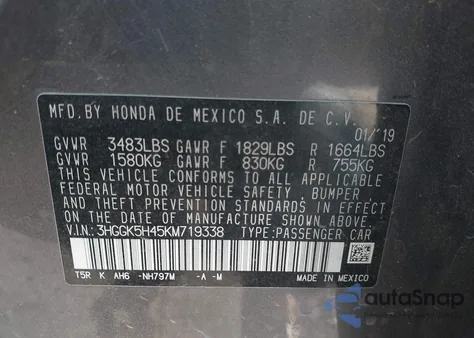 MFD.BY HONDA DE MEXICO S.A. DE C.V.
01/'19
GVWR 3483LBS GAWR F 1829LBS R 1664LBS
GVWR 1580KG GAWR F 830KG R 755KG
THIS VEHICLE CONFORMS TO ALL APPLICABLE
FEDERAL MOTOR VEHICLE SAFETY, BUMPER
AND THEFT PREVENTION STANDARDS IN EFFECT
ON THE DATE OF MANUFACTURE SHOWN ABOVE.
V.I.N.: 3HGGK5H45KM719338 TYPE:PASSENGER CAR
T5R K AH6 -NH797M -A -M MADE IN MEXICO
autaSnap